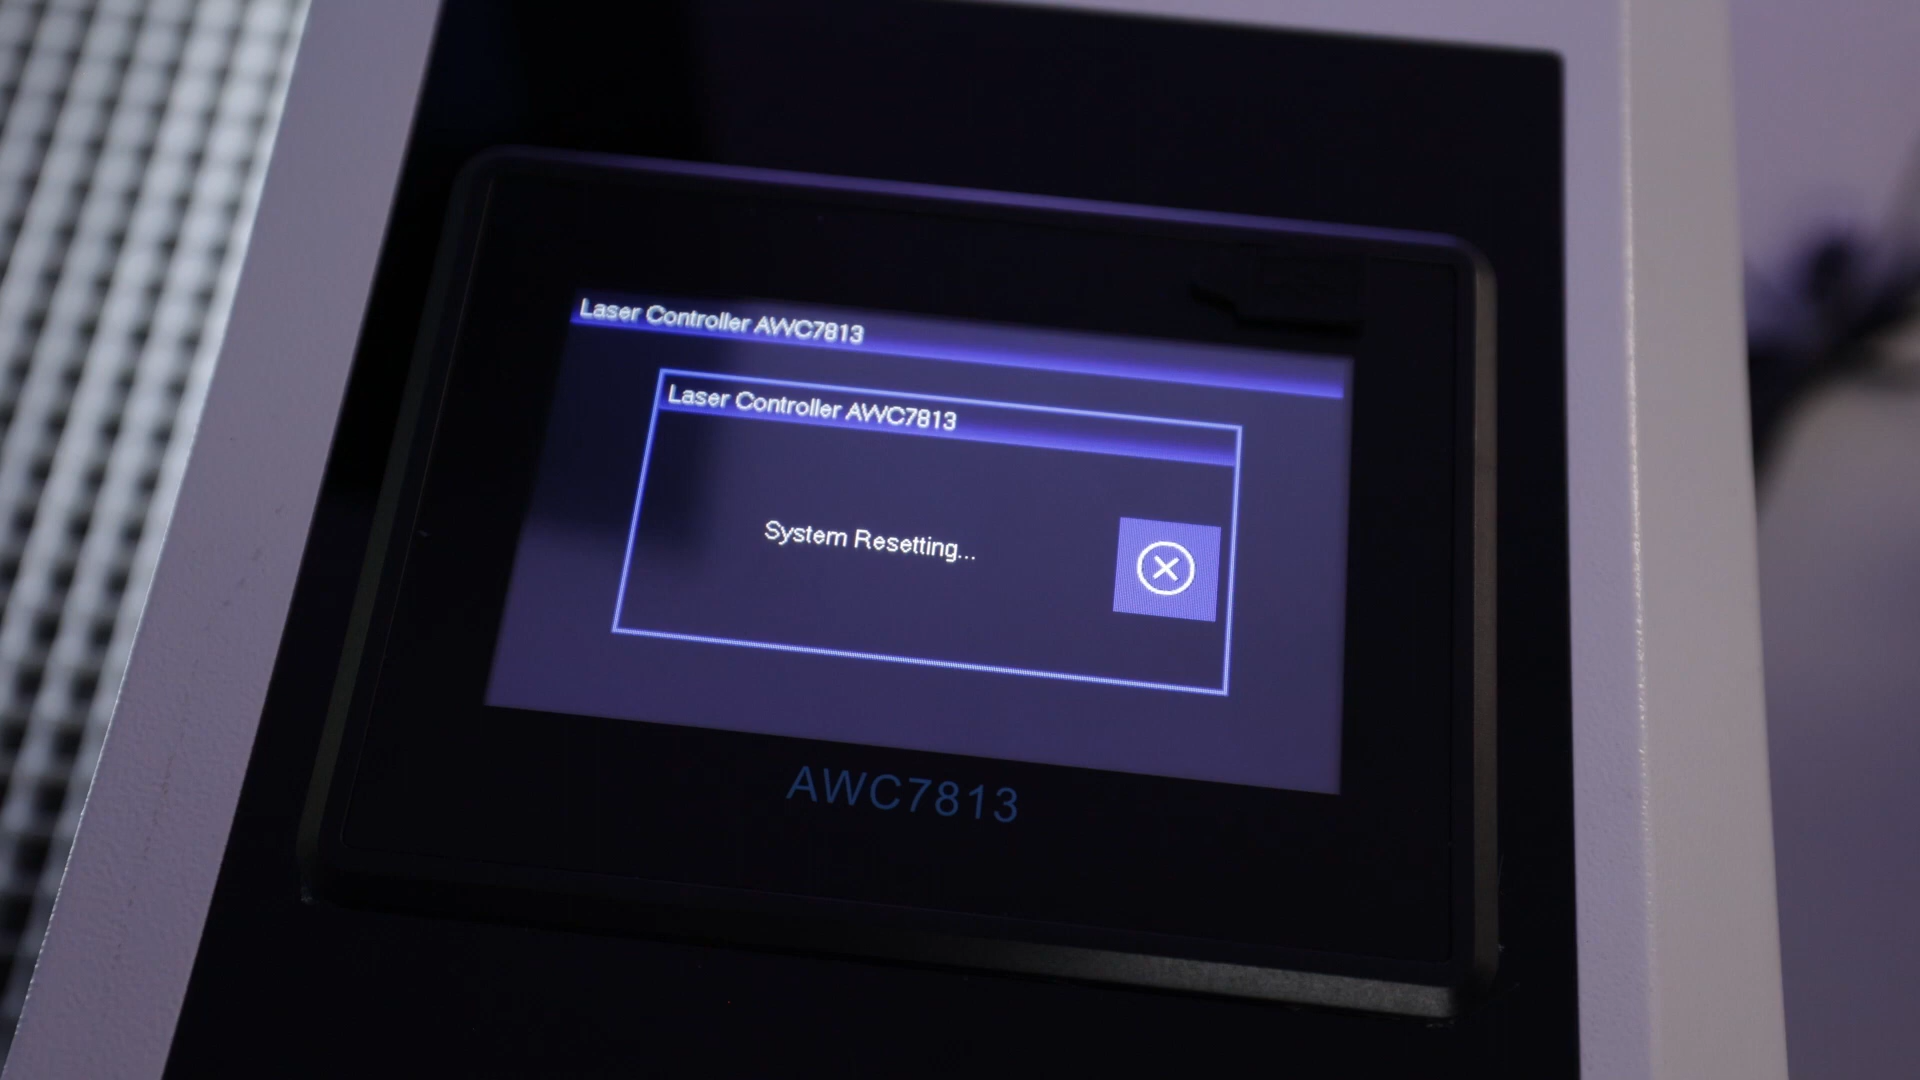 Laser Controller AWC7813
Laser Controller AWC7813
System Resetting...
AWC7813